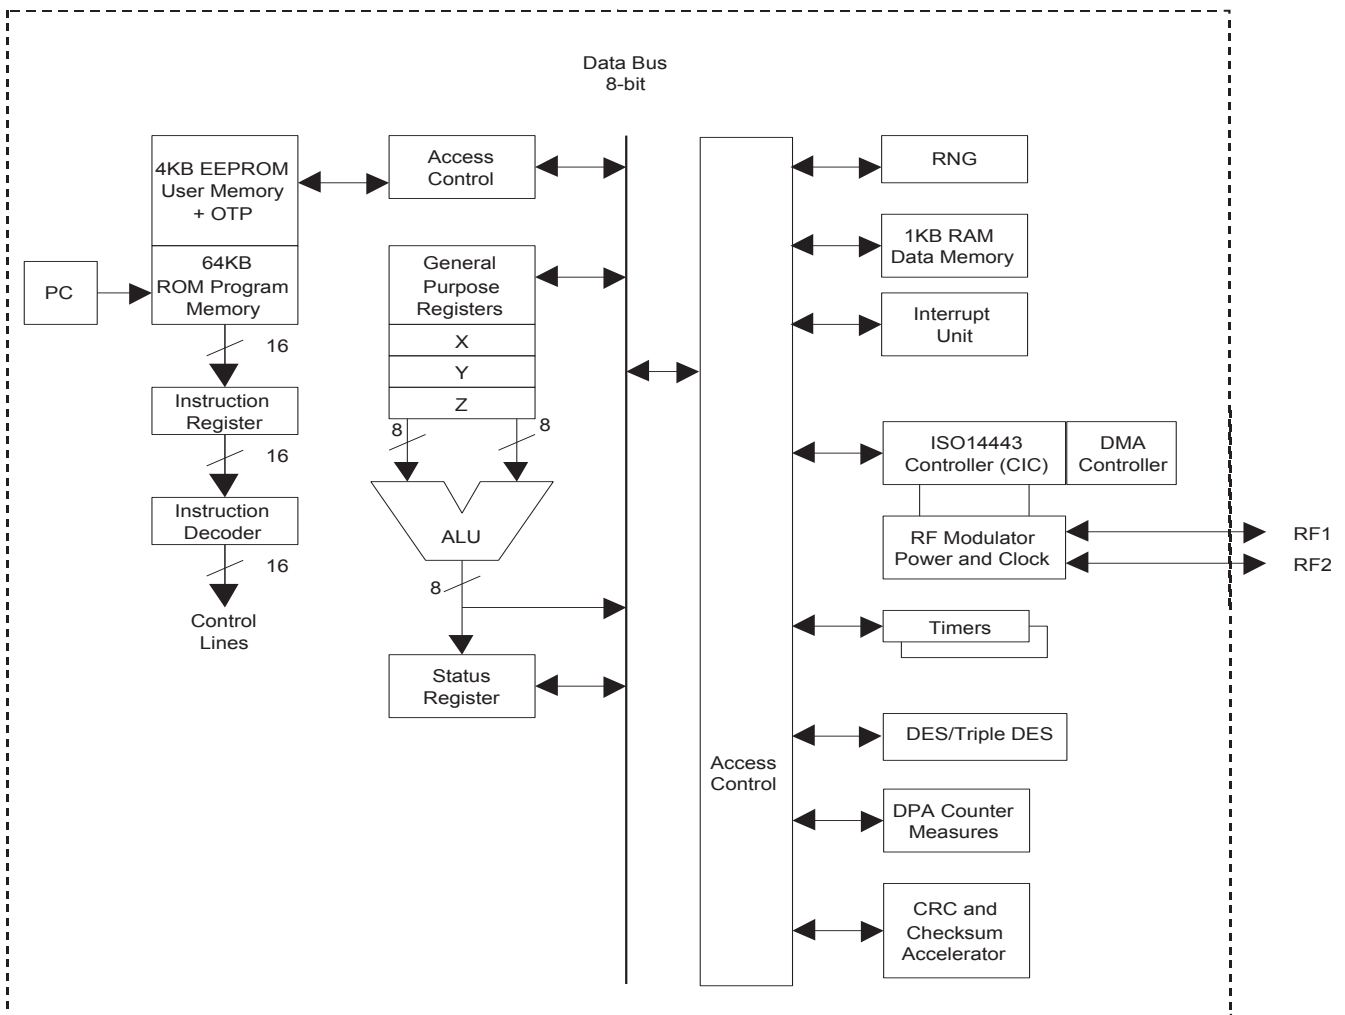 Data Bus
8-bit
4KB EEPROM
User Memory
+ OTP
64KB
ROM Program
Memory
PC
16
Instruction
Register
16
Instruction
Decoder
16
Control
Lines
Access
Control
General
Purpose
Registers
X
Y
Z
8
8
ALU
8
Status
Register
Access
Control
RNG
1KB RAM
Data Memory
Interrupt
Unit
ISO14443
Controller (CIC)
DMA
Controller
RF Modulator
Power and Clock
RF1
RF2
Timers
DES/Triple DES
DPA Counter
Measures
CRC and
Checksum
Accelerator